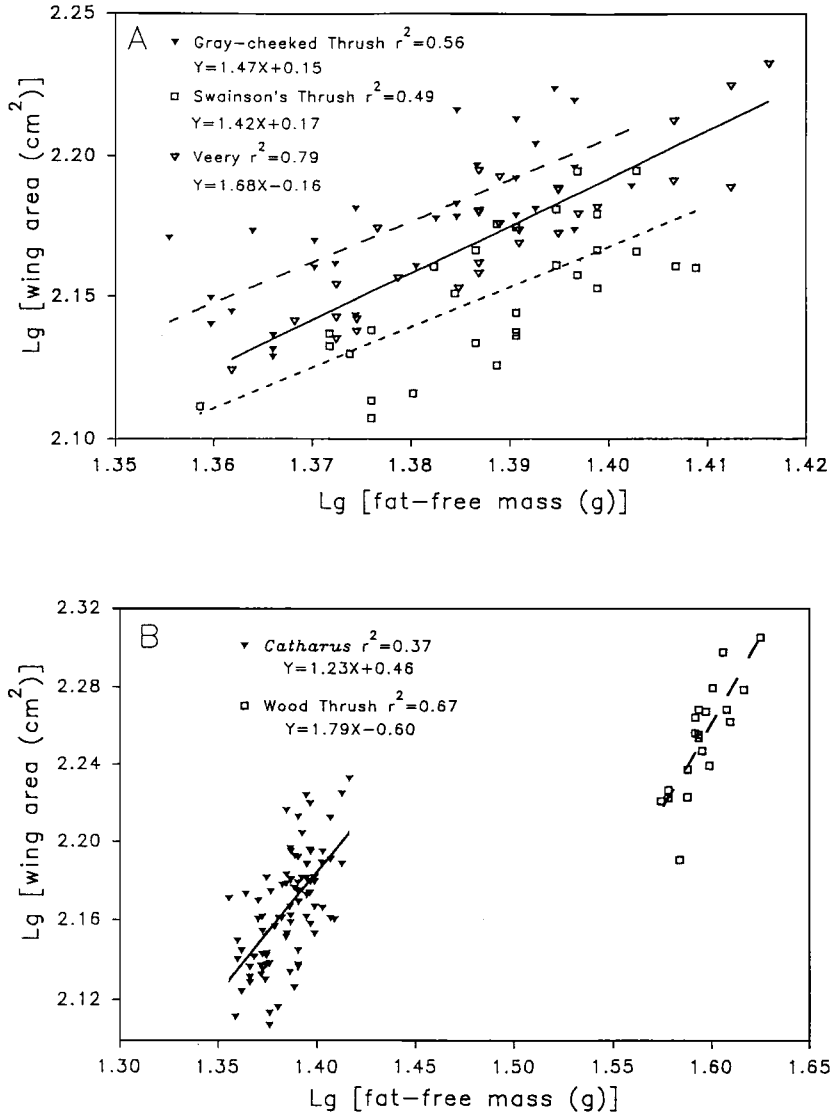 A
Gray-cheeked Thrush r²=0.56
Y=1.47X+0.15
Swainson's Thrush r²=0.49
Y=1.42X+0.17
Veery r²=0.79
Y=1.68X-0.16
Lg [wing area (cm²)]
2.25
2.20
2.15
2.10
1.35 1.36 1.37 1.38 1.39 1.40 1.41 1.42
Lg [fat-free mass (g)]
B
Catharus r²=0.37
Y=1.23X+0.46
Wood Thrush r²=0.67
Y=1.79X-0.60
Lg [wing area (cm²)]
2.32
2.28
2.24
2.20
2.16
2.12
1.30 1.35 1.40 1.45 1.50 1.55 1.60 1.65
Lg [fat-free mass (g)]